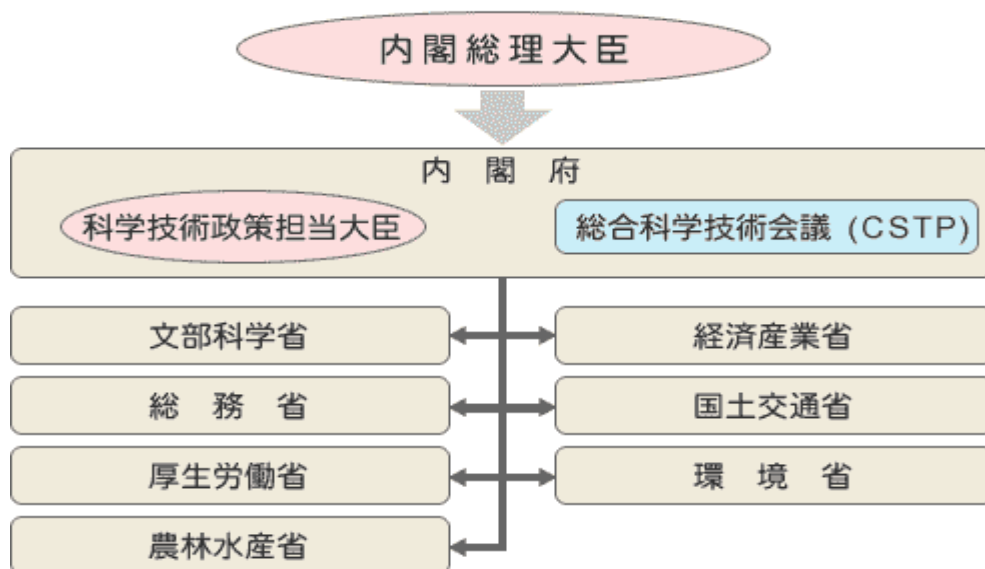 内閣総理大臣
内閣府
科学技術政策担当大臣
総合科学技術会議 (CSTP)
文部科学省
経済産業省
総務省
国土交通省
厚生労働省
環境省
農林水産省